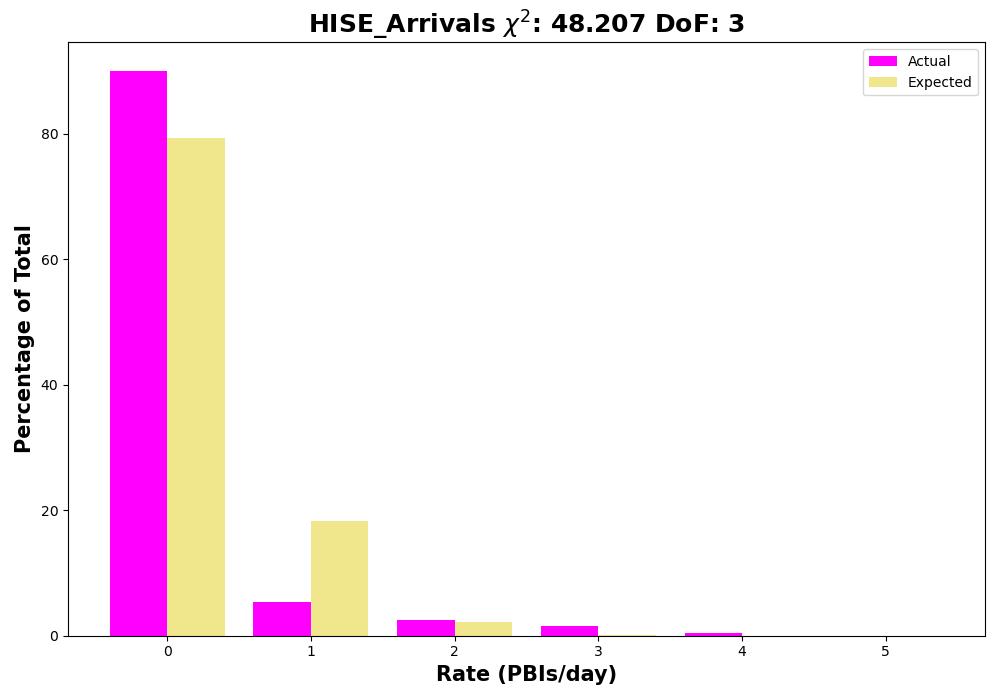 HISE_Arrivals χ²: 48.207 DoF: 3
Actual
Expected
Percentage of Total
80
60
40
20
0
0 1 2 3 4 5
Rate (PBIs/day)